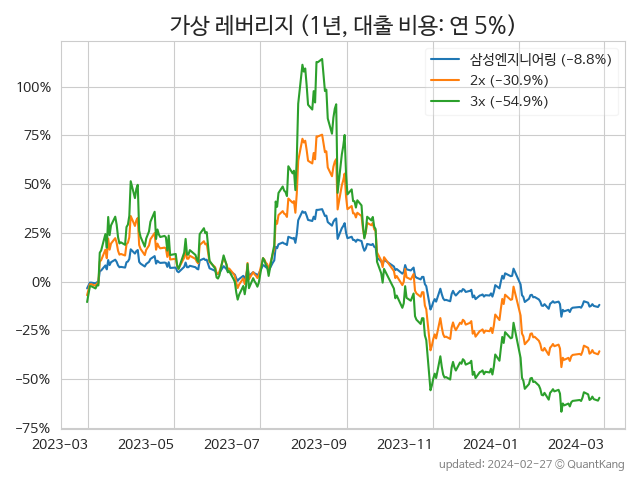 가상 레버리지 (1년, 대출 비용: 연 5%)
삼성엔지니어링 (−8.8%)
2x (−30.9%)
3x (−54.9%)
100%
75%
50%
25%
0%
−25%
−50%
−75%
2023-03 2023-05 2023-07 2023-09 2023-11 2024-01 2024-03
updated: 2024-02-27 © QuantKang